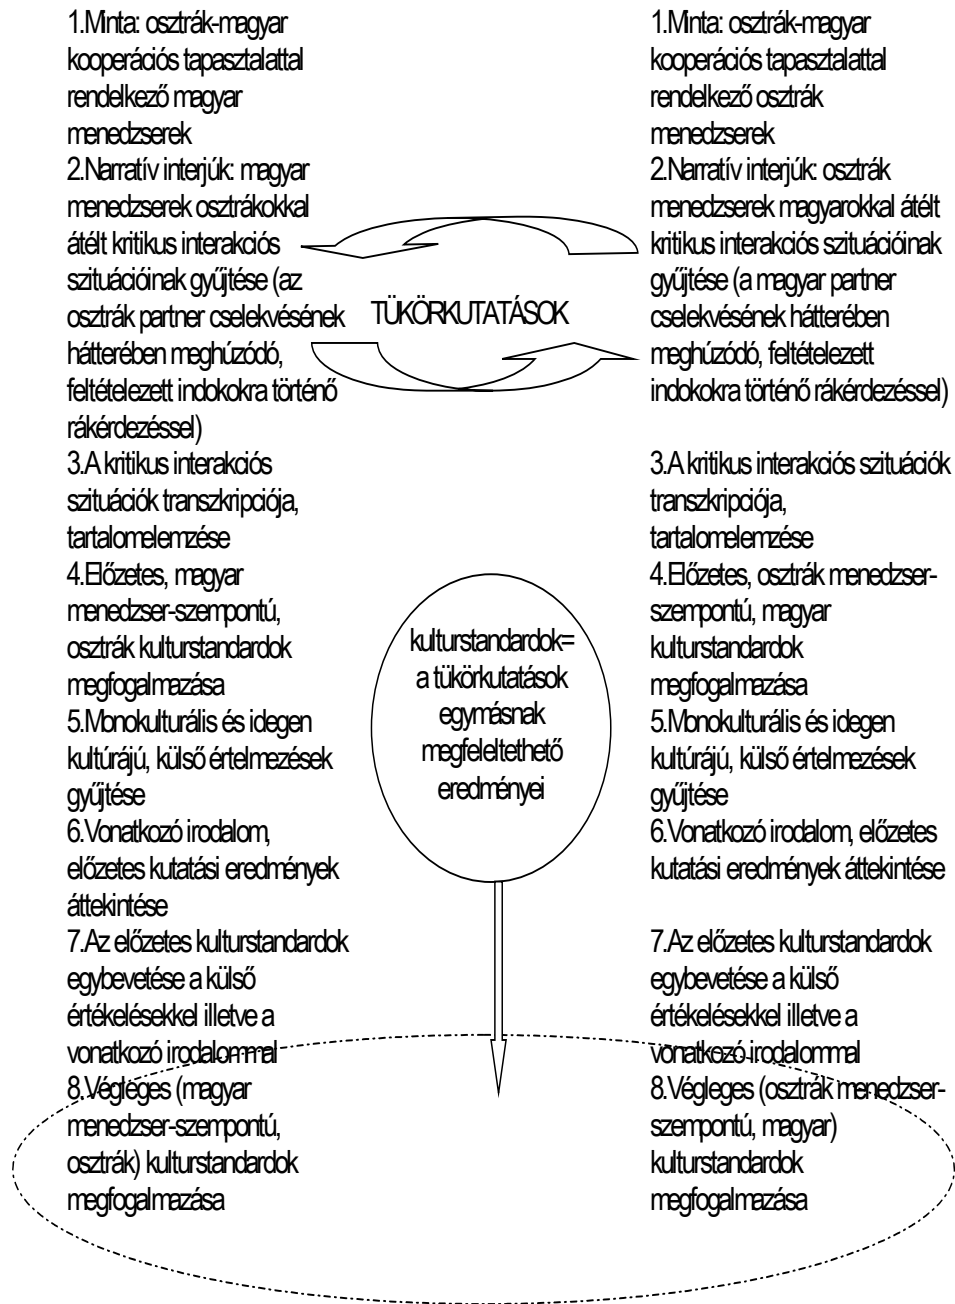 1.Minta: osztrák-magyar
kooperációs tapasztalattal
rendelkező magyar
menedzserek
2.Narratív interjúk: magyar
menedzserek osztrákokkal
átélt kritikus interakciós
szituációinak gyűjtése (az
osztrák partner cselekvésének
hátterében meghúzódó,
feltételezett indokokra történő
rákérdezéssel)
3.A kritikus interakciós
szituációk transzkripciója,
tartalomelemzése
4.Előzetes, magyar
menedzser-szempontú,
osztrák kulturstandardok
megfogalmazása
5.Monokulturális és idegen
kultúrájú, külső értelmezések
gyűjtése
6.Vonatkozó irodalom,
előzetes kutatási eredmények
áttekintése
7.Az előzetes kulturstandardok
egybevetése a külső
értékelésekkel illetve a
vonatkozó irodalommal
8.Végleges (magyar
menedzser-szempontú,
osztrák) kulturstandardok
megfogalmazása
TÜKÖRKUTATÁSOK
kulturstandardok=
a tükörkutatások
egymásnak
megfeleltethető
eredményei
1.Minta: osztrák-magyar
kooperációs tapasztalattal
rendelkező osztrák
menedzserek
2.Narratív interjúk: osztrák
menedzserek magyarokkal átélt
kritikus interakciós szituációinak
gyűjtése (a magyar partner
cselekvésének hátterében
meghúzódó, feltételezett
indokokra történő rákérdezéssel)
3.A kritikus interakciós szituációk
transzkripciója,
tartalomelemzése
4.Előzetes, osztrák menedzser-
szempontú, magyar
kulturstandardok
megfogalmazása
5.Monokulturális és idegen
kultúrájú, külső értelmezések
gyűjtése
6.Vonatkozó irodalom, előzetes
kutatási eredmények áttekintése
7.Az előzetes kulturstandardok
egybevetése a külső
értékelésekkel illetve a
vonatkozó irodalommal
8.Végleges (osztrák menedzser-
szempontú, magyar)
kulturstandardok
megfogalmazása